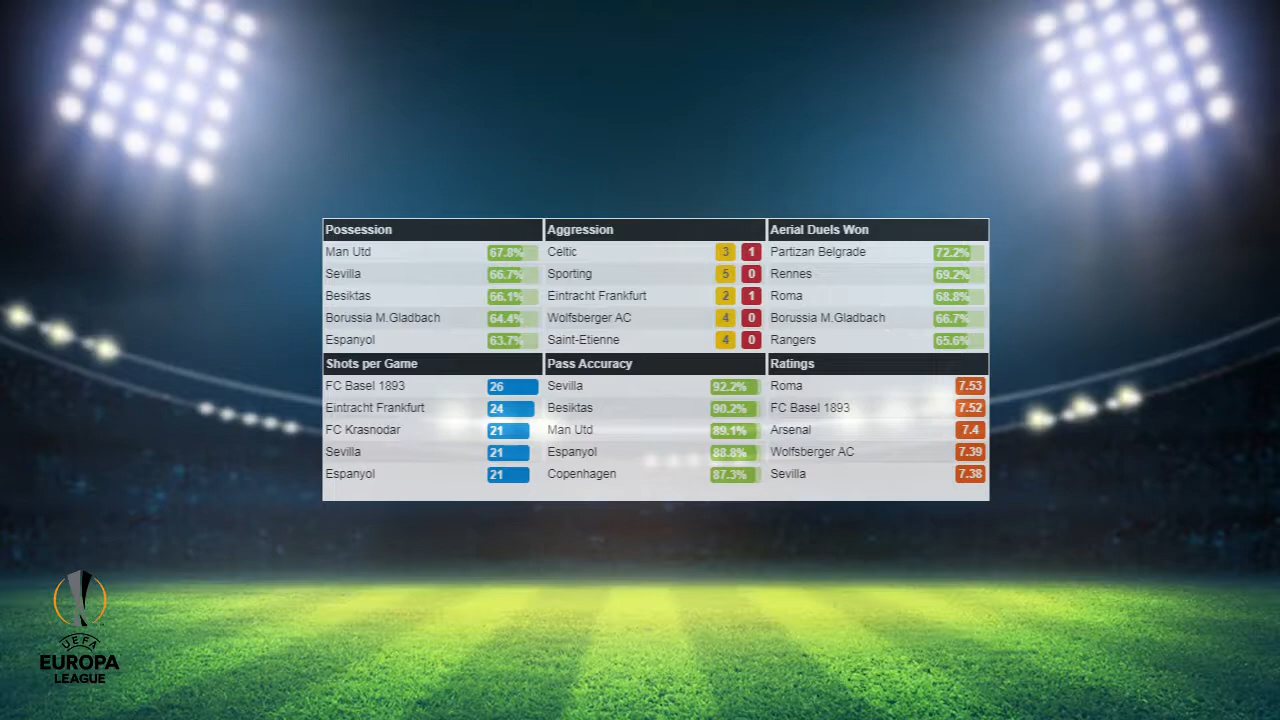 Possession Aggression Aerial Duels Won
Man Utd 67.8% Celtic 3 1 Partizan Belgrade 72.2%
Sevilla 66.7% Sporting 5 0 Rennes 69.2%
Besiktas 66.1% Eintracht Frankfurt 2 1 Roma 68.8%
Borussia M.Gladbach 64.4% Wolfsberger AC 4 0 Borussia M.Gladbach 66.7%
Espanyol 63.7% Saint-Etienne 4 0 Rangers 65.6%
Shots per Game Pass Accuracy Ratings
FC Basel 1893 26 Sevilla 92.2% Roma 7.53
Eintracht Frankfurt 24 Besiktas 90.2% FC Basel 1893 7.52
FC Krasnodar 21 Man Utd 89.1% Arsenal 7.4
Sevilla 21 Espanyol 88.8% Wolfsberger AC 7.39
Espanyol 21 Copenhagen 87.3% Sevilla 7.38
UEFA
EUROPA
LEAGUE